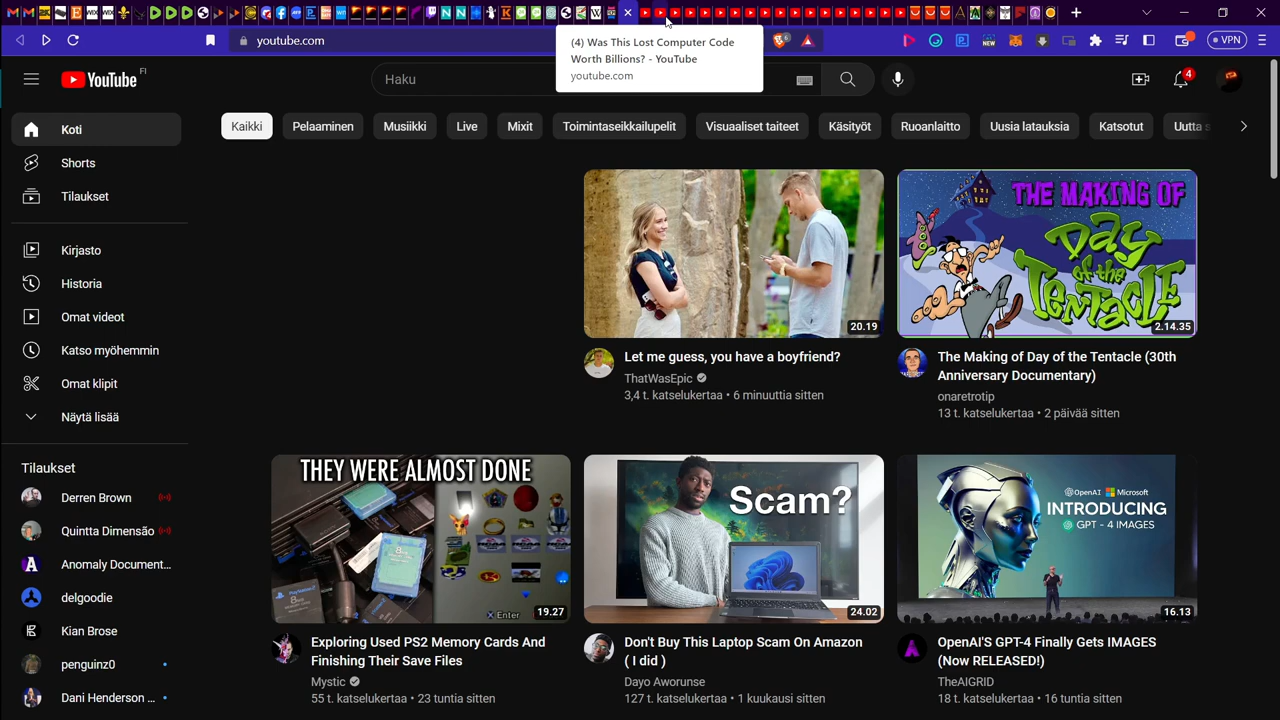 youtube.com
6
VPN
(4) Was This Lost Computer Code
Worth Billions? - YouTube
youtube.com
YouTube FI
Haku
4
Kaikki
Pelaaminen
Musiikki
Live
Mixit
Toimintaseikkailupelit
Visuaaliset taiteet
Käsityöt
Ruoanlaitto
Uusia latauksia
Katsotut
Uutta s
Koti
Shorts
Tilaukset
Kirjasto
Historia
Omat videot
Katso myöhemmin
Omat klipit
Näytä lisää
Tilaukset
Derren Brown
Quintta Dimensão
Anomaly Document...
delgoodie
Kian Brose
penguinz0
Dani Henderson ...
20.19
Let me guess, you have a boyfriend?
ThatWasEpic
3,4 t. katselukertaa • 6 minuuttia sitten
THE MAKING OF
Day
of the
TENTACLE
2.14.35
The Making of Day of the Tentacle (30th
Anniversary Documentary)
onaretrotip
13 t. katselukertaa • 2 päivää sitten
THEY WERE ALMOST DONE
Enter
19.27
Exploring Used PS2 Memory Cards And
Finishing Their Save Files
Mystic
55 t. katselukertaa • 23 tuntia sitten
Scam?
24.02
Don't Buy This Laptop Scam On Amazon
( I did )
Dayo Aworunse
127 t. katselukertaa • 1 kuukausi sitten
OpenAI Microsoft
INTRODUCING
GPT - 4 IMAGES
16.13
OpenAI'S GPT-4 Finally Gets IMAGES
(Now RELEASED!)
TheAIGRID
18 t. katselukertaa • 16 tuntia sitten